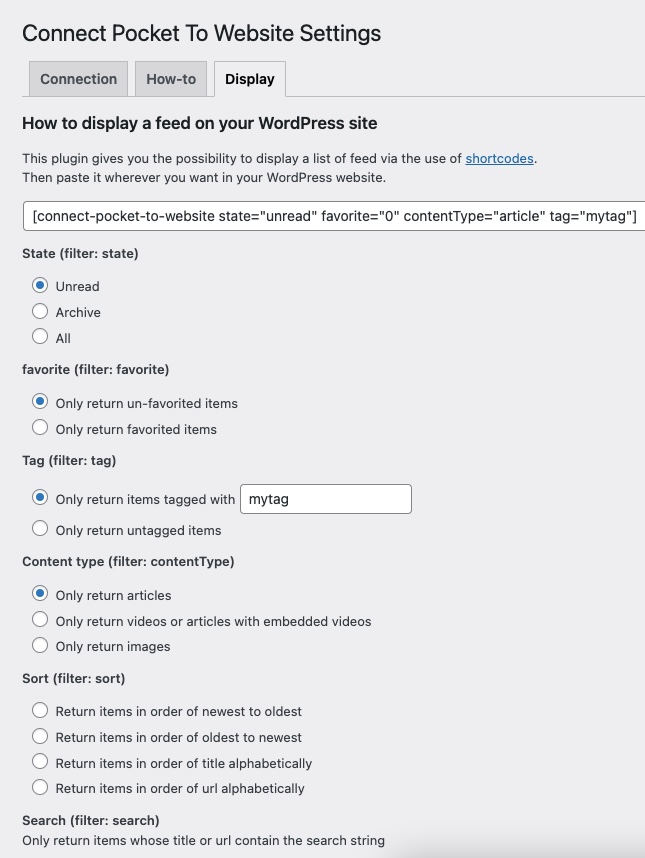 Connect Pocket To Website Settings
Connection How-to Display
How to display a feed on your WordPress site
This plugin gives you the possibility to display a list of feed via the use of shortcodes.
Then paste it wherever you want in your WordPress website.
[connect-pocket-to-website state="unread" favorite="0" contentType="article" tag="mytag"]
State (filter: state)
Unread
Archive
All
favorite (filter: favorite)
Only return un-favorited items
Only return favorited items
Tag (filter: tag)
Only return items tagged with mytag
Only return untagged items
Content type (filter: contentType)
Only return articles
Only return videos or articles with embedded videos
Only return images
Sort (filter: sort)
Return items in order of newest to oldest
Return items in order of oldest to newest
Return items in order of title alphabetically
Return items in order of url alphabetically
Search (filter: search)
Only return items whose title or url contain the search string